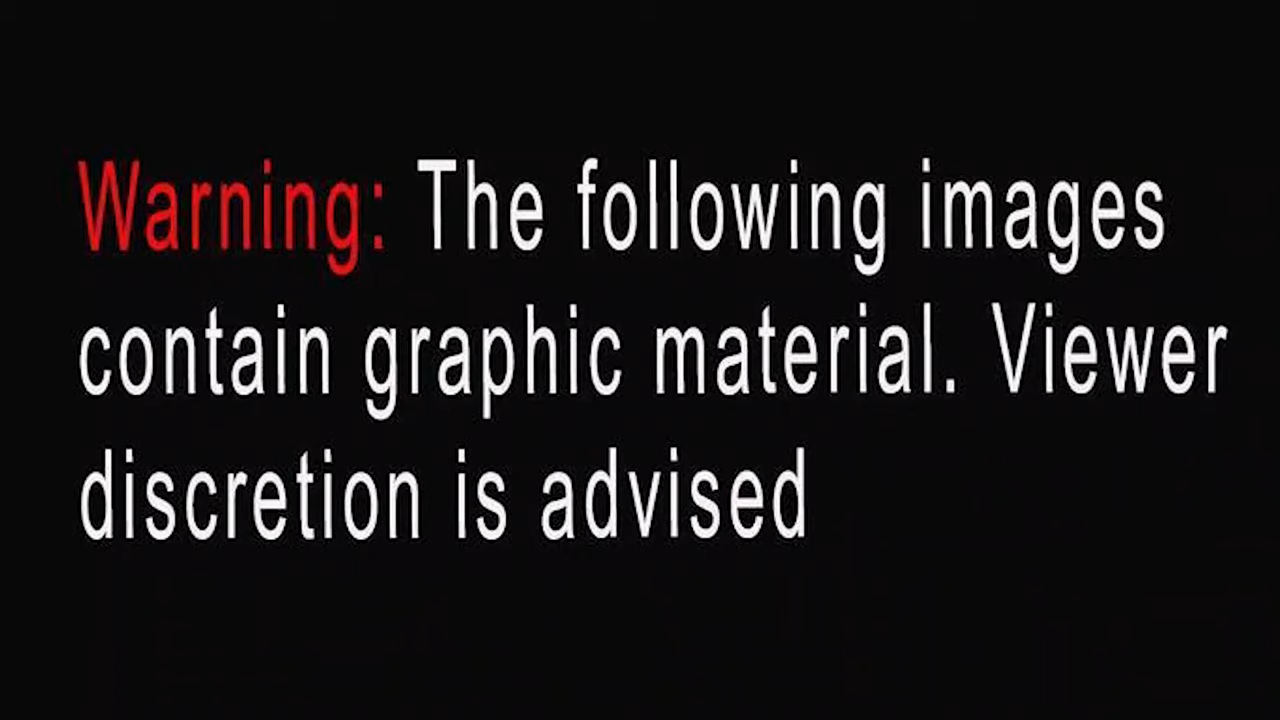 Warning: The following images
contain graphic material. Viewer
discretion is advised